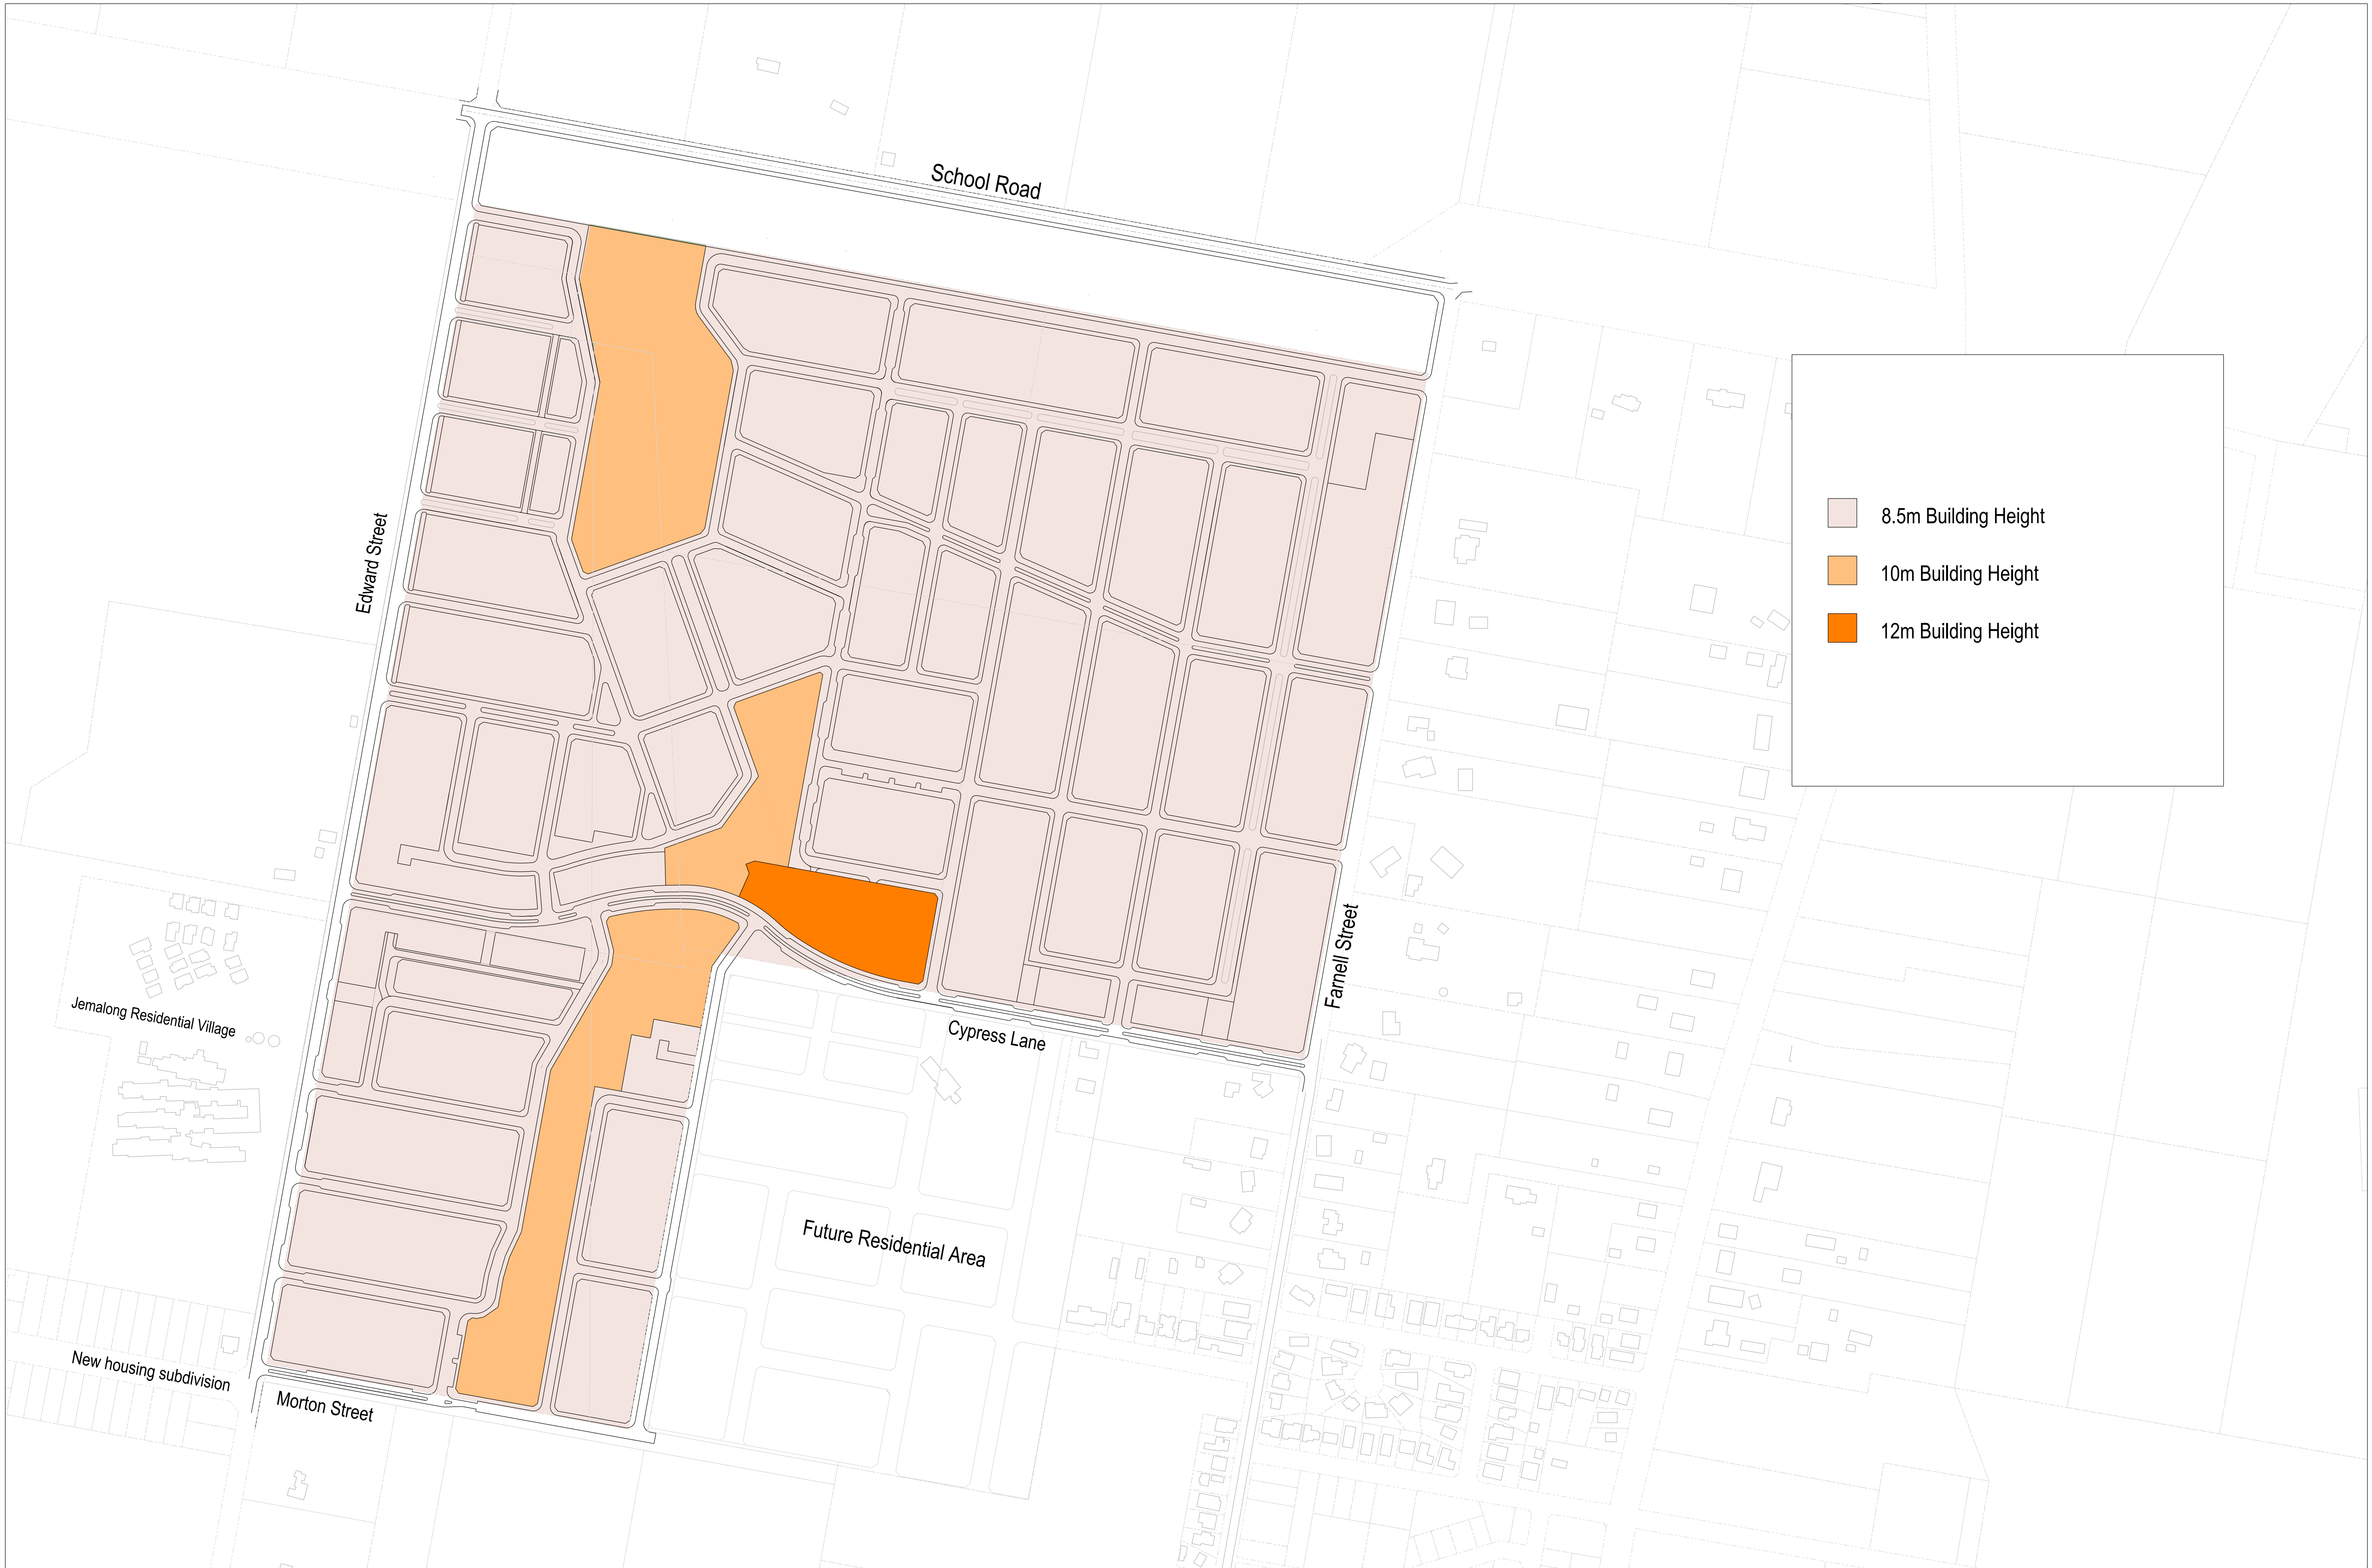 School Road
Edward Street
8.5m Building Height
10m Building Height
12m Building Height
Farnell Street
Jemalong Residential Village
Cypress Lane
Future Residential Area
New housing subdivision
Morton Street